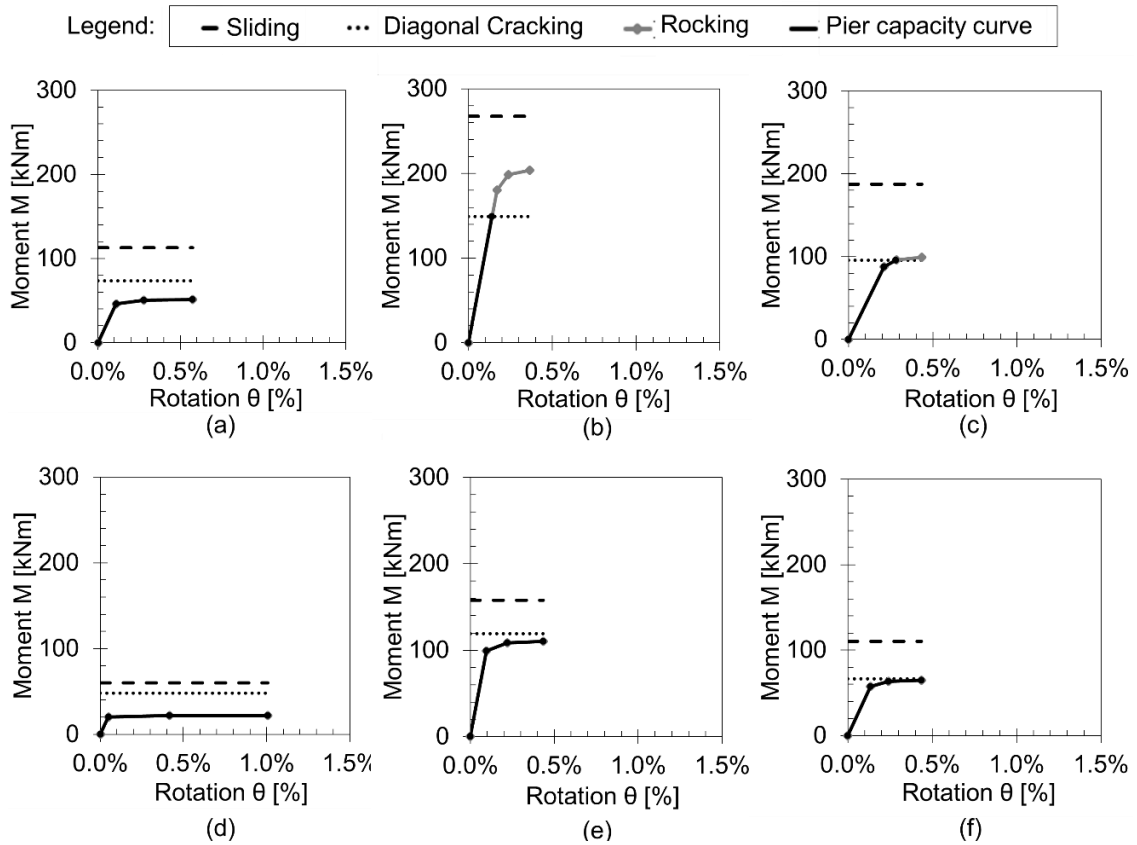 Legend: Sliding Diagonal Cracking Rocking Pier capacity curve
300
200
100
0
Moment M [kNm]
0.0% 0.5% 1.0% 1.5%
Rotation θ [%]
(a)
300
200
100
0
Moment M [kNm]
0.0% 0.5% 1.0% 1.5%
Rotation θ [%]
(b)
300
200
100
0
Moment M [kNm]
0.0% 0.5% 1.0% 1.5%
Rotation θ [%]
(c)
300
200
100
0
Moment M [kNm]
0.0% 0.5% 1.0% 1.5%
Rotation θ [%]
(d)
300
200
100
0
Moment M [kNm]
0.0% 0.5% 1.0% 1.5%
Rotation θ [%]
(e)
300
200
100
0
Moment M [kNm]
0.0% 0.5% 1.0% 1.5%
Rotation θ [%]
(f)